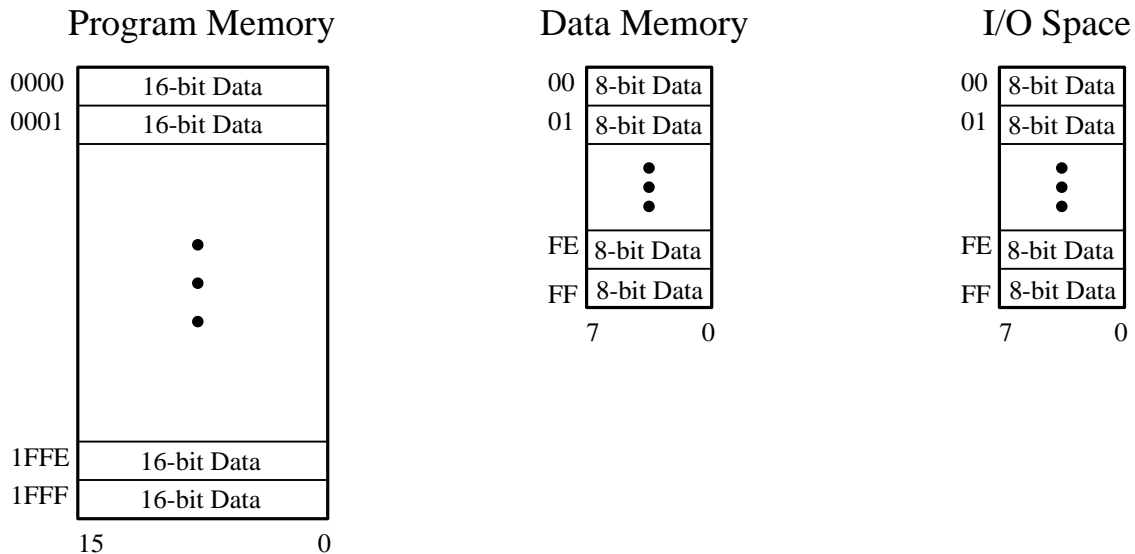 Program Memory
0000 16-bit Data
0001 16-bit Data
1FFE 16-bit Data
1FFF 16-bit Data
15 0
Data Memory
00 8-bit Data
01 8-bit Data
FE 8-bit Data
FF 8-bit Data
7 0
I/O Space
00 8-bit Data
01 8-bit Data
FE 8-bit Data
FF 8-bit Data
7 0